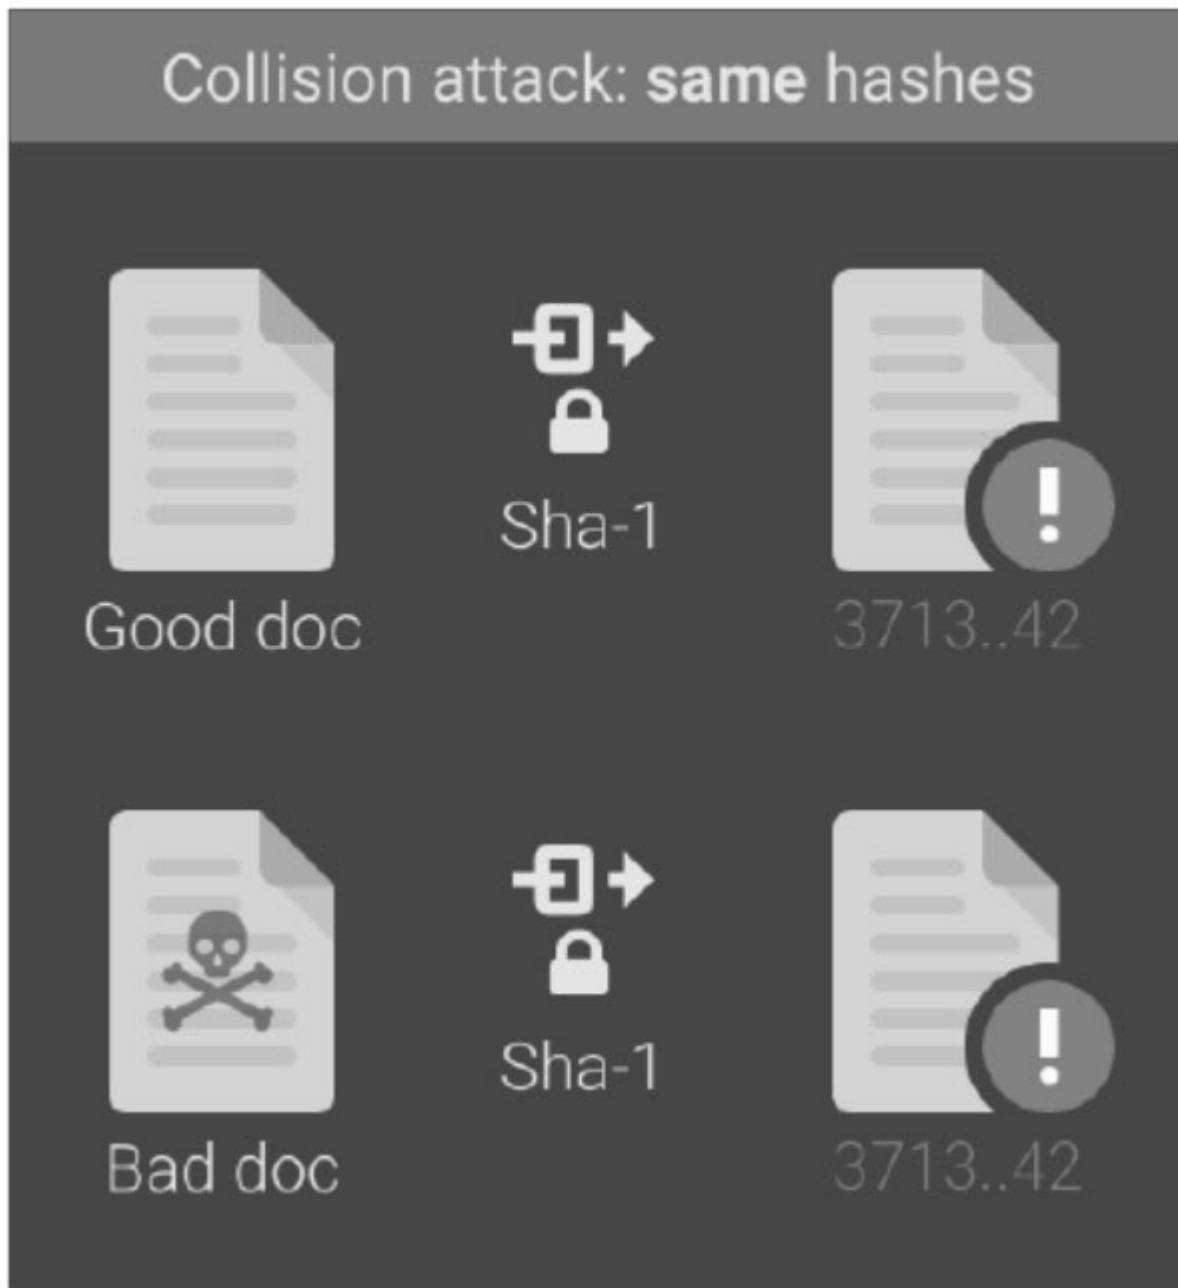 Collision attack: same hashes
Sha-1
Good doc
3713..42
Sha-1
Bad doc
3713..42